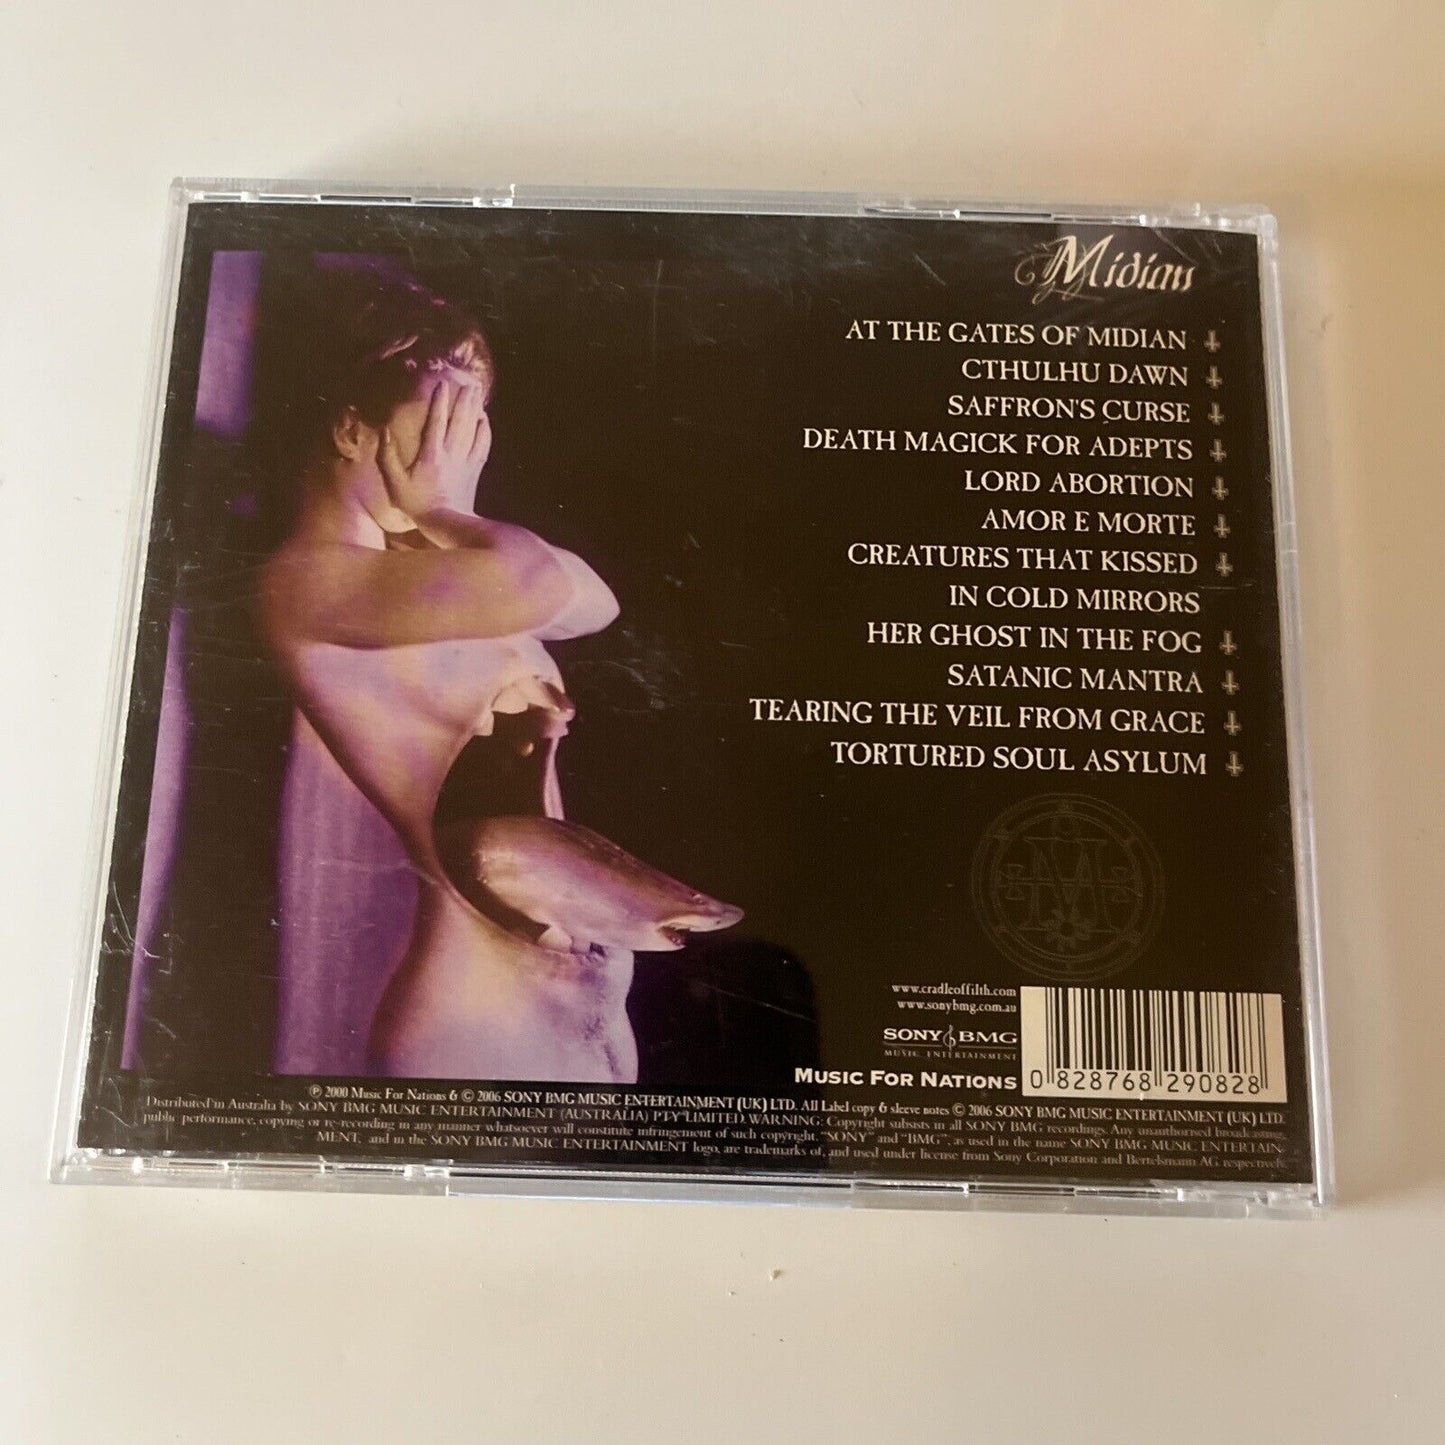 Midian
AT THE GATES OF MIDIAN
CTHULHU DAWN
SAFFRON'S CURSE
DEATH MAGICK FOR ADEPTS
LORD ABORTION
AMOR E MORTE
CREATURES THAT KISSED
IN COLD MIRRORS
HER GHOST IN THE FOG
SATANIC MANTRA
TEARING THE VEIL FROM GRACE
TORTURED SOUL ASYLUM
www.cradleoffilth.com
www.sonybmg.com.au
SONY BMG
MUSIC ENTERTAINMENT
MUSIC FOR NATIONS
0 828768 290828
℗ 2000 Music For Nations & © 2006 SONY BMG MUSIC ENTERTAINMENT (UK) LTD. All Label copy & sleeve notes © 2006 SONY BMG MUSIC ENTERTAINMENT (UK) LTD.
Distributed in Australia by SONY BMG MUSIC ENTERTAINMENT (AUSTRALIA) PTY LIMITED. WARNING: Copyright subsists in all SONY BMG recordings. Any unauthorised broadcasting,
public performance, copying or re-recording in any manner whatsoever will constitute infringement of such copyright. "SONY" and "BMG", as used in the name SONY BMG MUSIC ENTERTAIN-
MENT, and in the SONY BMG MUSIC ENTERTAINMENT logo, are trademarks of, and used under license from Sony Corporation and Bertelsmann AG respectively.